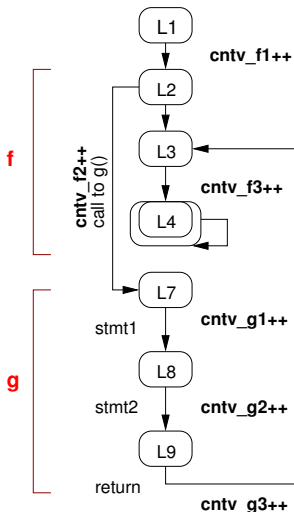 L1
cntv_f1++
L2
f
L3
cntv_f2++
call to g()
cntv_f3++
L4
L7
stmt1
cntv_g1++
g
L8
stmt2
cntv_g2++
L9
return
cntv_g3++